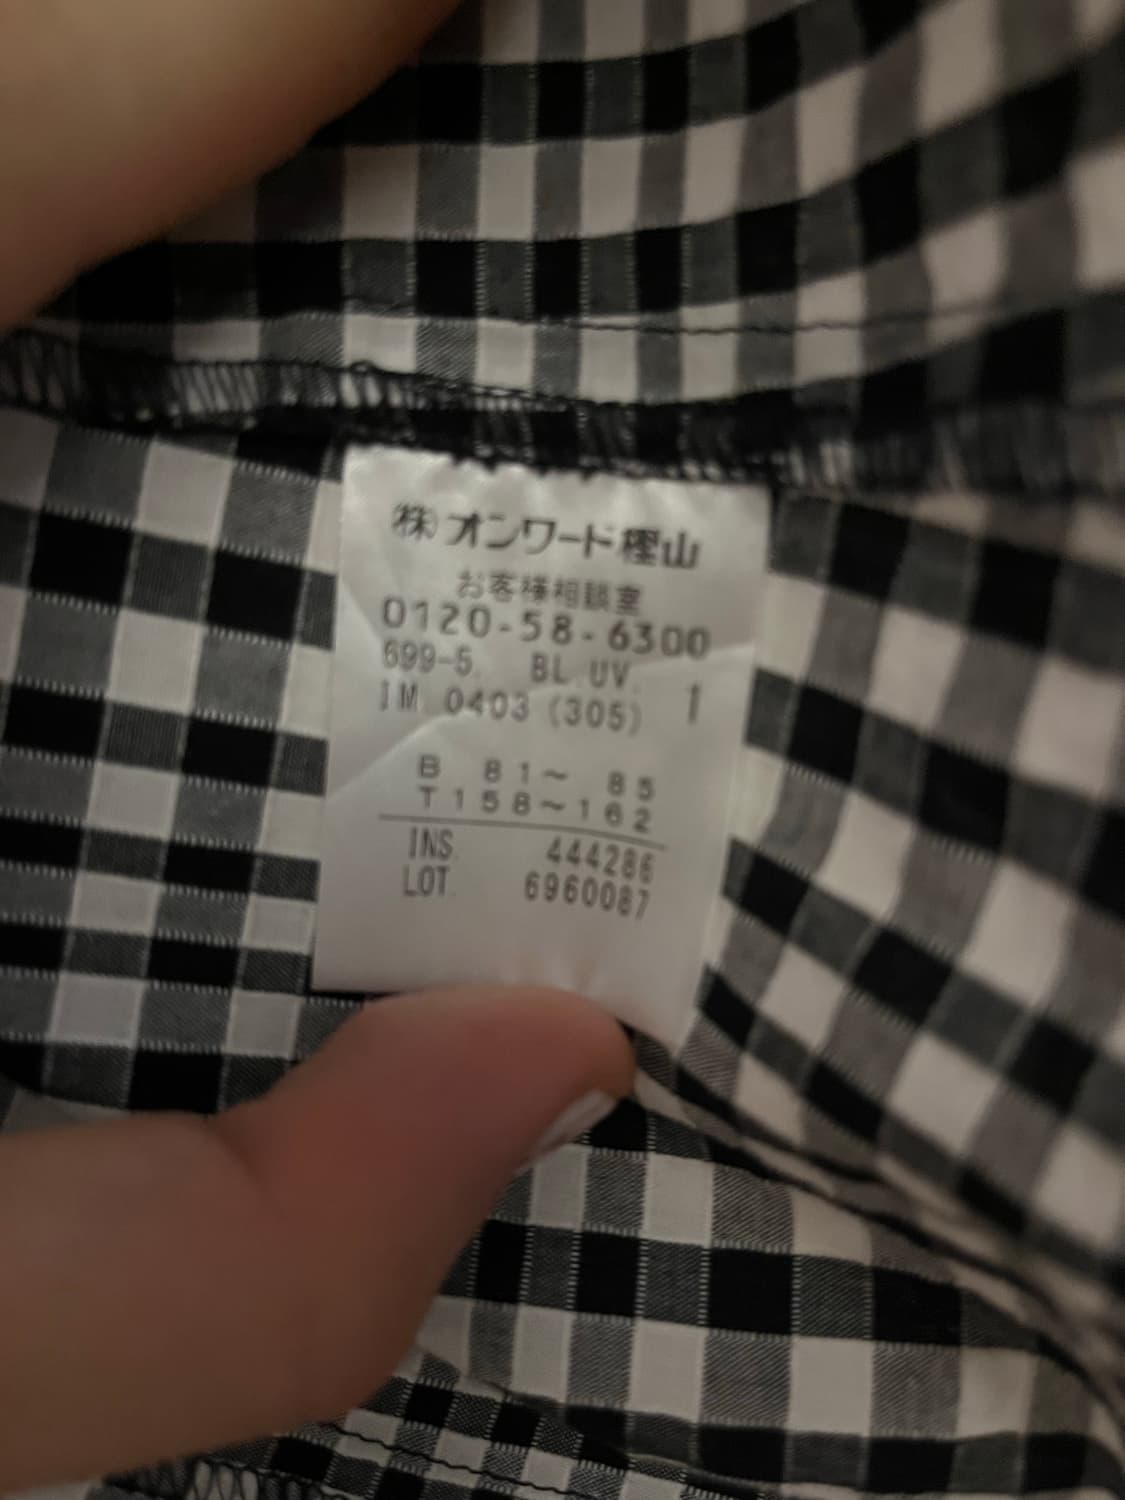 ㈱オンワード樫山
お客様相談室
0120-58-6300
699-5. BL.UV.
IM 0403 (305) 1
B 81～ 85
T158～162
INS. 444286
LOT. 6960087